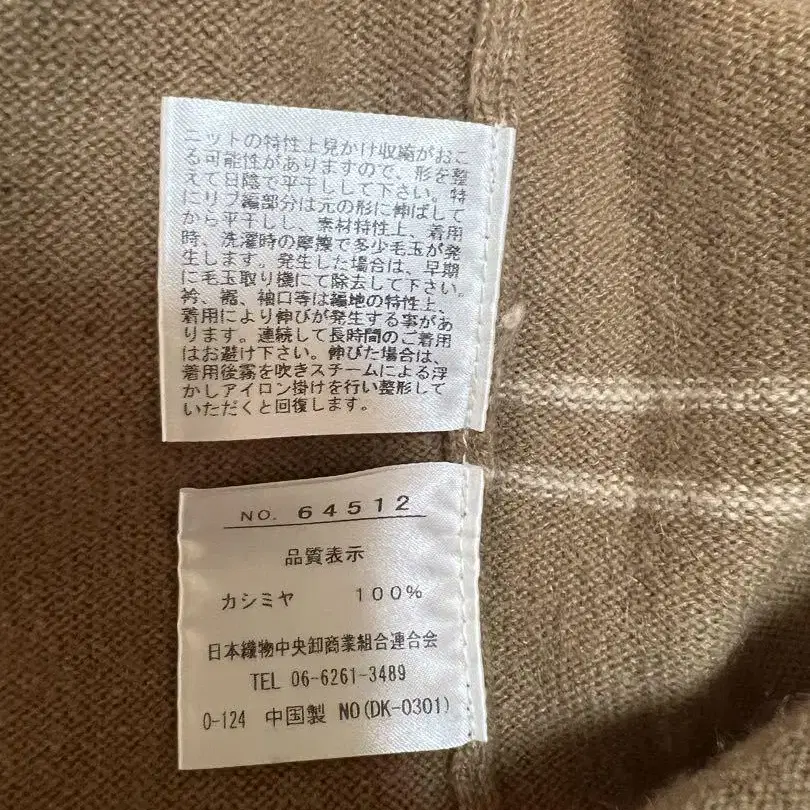 ニットの特性上見かけ収縮がおこ
る可能性がありますので、形を整
えて日陰で平干しして下さい。特
にリブ編部分は元の形に伸ばして
から平干しし、素材特性上、着用
時、洗濯時の摩擦で多少毛玉が発
生します。発生した場合は、早期
に毛玉取り機にて除去して下さい。
衿、裾、袖口等は編地の特性上、
着用により伸びが発生する事があ
ります。連続して長時間のご着用
はお避け下さい。伸びた場合は、
着用後霧を吹きスチームによる浮
かしアイロン掛けを行い整形して
いただくと回復します。
NO. 64512
品質表示
カシミヤ 100%
日本織物中央卸商業組合連合会
TEL 06-6261-3489
0-124 中国製 NO(DK-0301)